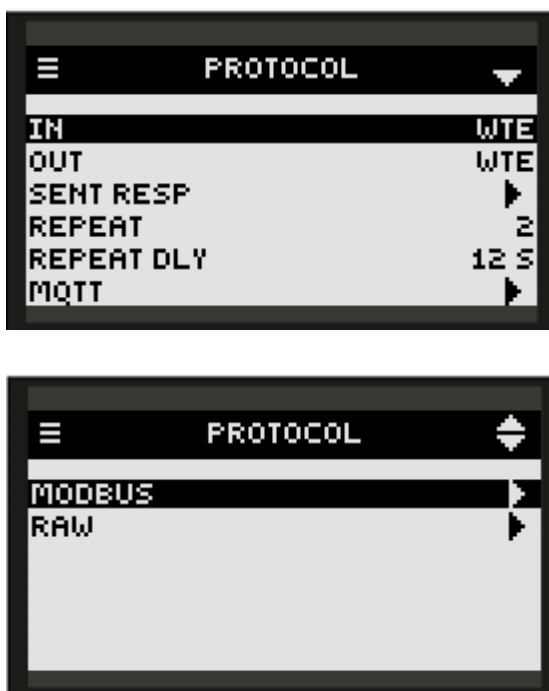 PROTOCOL
IN WTE
OUT WTE
SENT RESP
REPEAT 2
REPEAT DLY 12 S
MQTT
PROTOCOL
MODBUS
RAW